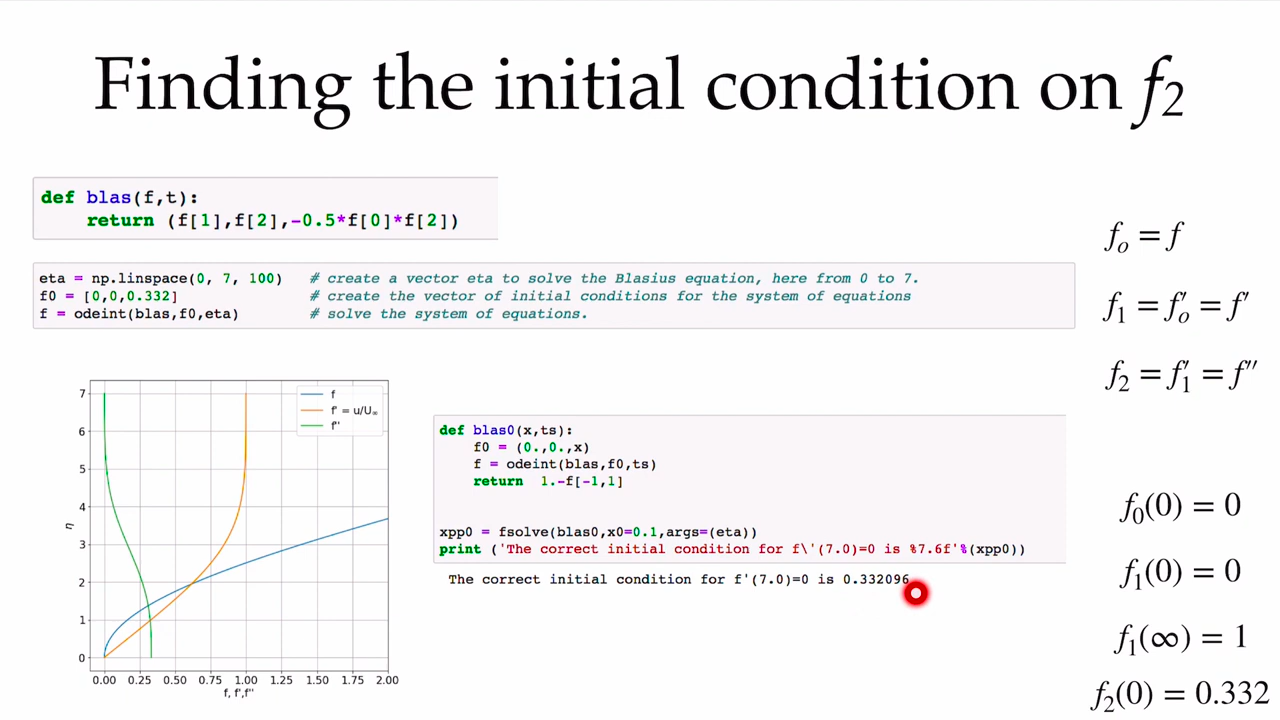 Finding the initial condition on f₂
def blas(f,t):
    return (f[1],f[2],-0.5*f[0]*f[2])
eta = np.linspace(0, 7, 100)   # create a vector eta to solve the Blasius equation, here from 0 to 7.
f0 = [0,0,0.332]               # create the vector of initial conditions for the system of equations
f = odeint(blas,f0,eta)        # solve the system of equations.
fₒ = f
f₁ = fₒ′ = f′
f₂ = f₁′ = f″
7
6
5
4
3
2
1
0
η
f
f' = u/U∞
f''
0.00 0.25 0.50 0.75 1.00 1.25 1.50 1.75 2.00
f, f',f''
def blas0(x,ts):
    f0 = (0.,0.,x)
    f = odeint(blas,f0,ts)
    return  1.-f[-1,1]
xpp0 = fsolve(blas0,x0=0.1,args=(eta))
print ('The correct initial condition for f\'(7.0)=0 is %7.6f'%(xpp0))
The correct initial condition for f'(7.0)=0 is 0.332096
f₀(0) = 0
f₁(0) = 0
f₁(∞) = 1
f₂(0) = 0.332